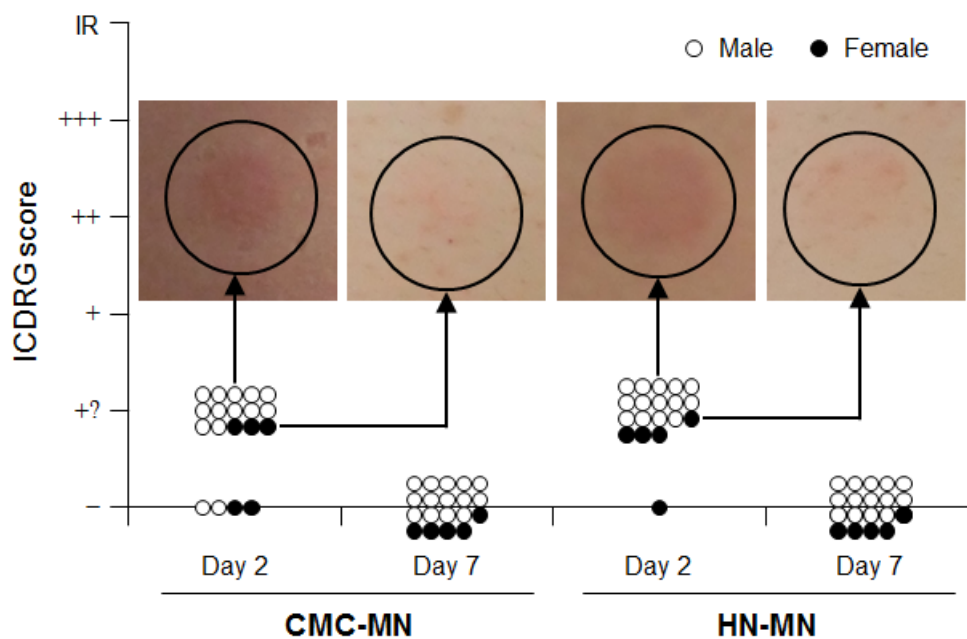 IR
Male
Female
+++
++
+
+?
–
ICDRG score
Day 2
Day 7
Day 2
Day 7
CMC-MN
HN-MN